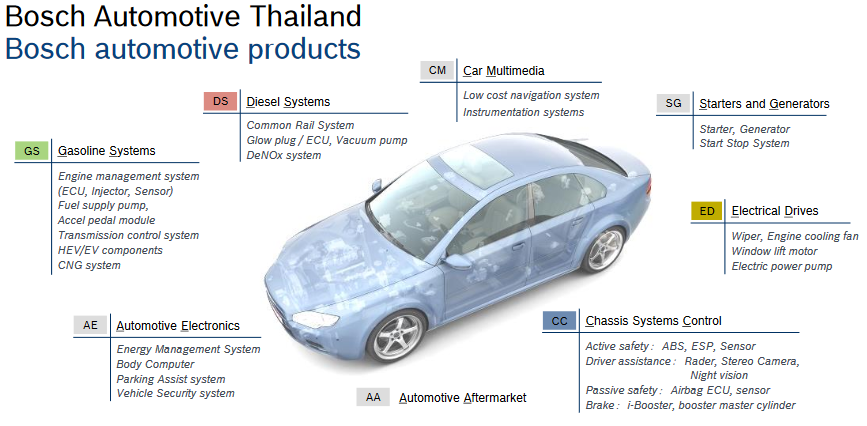 Bosch Automotive Thailand
Bosch automotive products
CM Car Multimedia
Low cost navigation system
Instrumentation systems
DS Diesel Systems
Common Rail System
Glow plug / ECU, Vacuum pump
DeNOx system
SG Starters and Generators
Starter, Generator
Start Stop System
GS Gasoline Systems
Engine management system
(ECU, Injector, Sensor)
Fuel supply pump,
Accel pedal module
Transmission control system
HEV/EV components
CNG system
ED Electrical Drives
Wiper, Engine cooling fan
Window lift motor
Electric power pump
AE Automotive Electronics
Energy Management System
Body Computer
Parking Assist system
Vehicle Security system
CC Chassis Systems Control
Active safety : ABS, ESP, Sensor
Driver assistance : Rader, Stereo Camera,
Night vision
Passive safety : Airbag ECU, sensor
Brake : i-Booster, booster master cylinder
AA Automotive Aftermarket